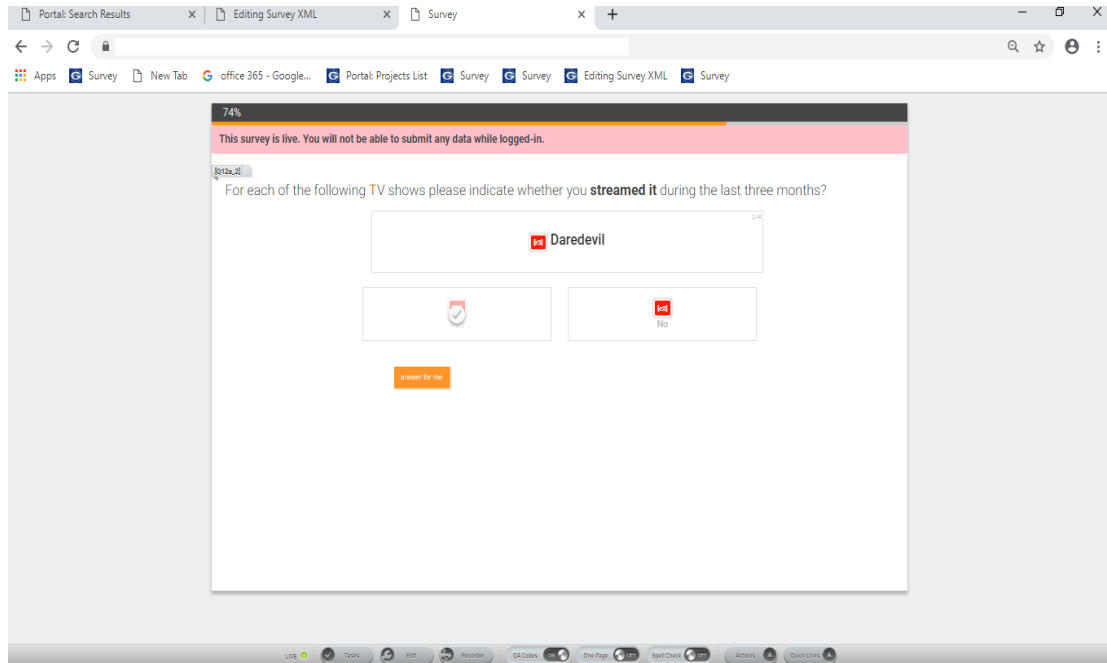 Portal: Search Results
Editing Survey XML
Survey
Apps
Survey
New Tab
office 365 - Google...
Portal: Projects List
Survey
Survey
Editing Survey XML
Survey
74%
This survey is live. You will not be able to submit any data while logged-in.
[Q12a_2]
For each of the following TV shows please indicate whether you streamed it during the last three months?
2/4
Daredevil
No
answer for me
LIVE
Tasks
Edit
Recorder
QA Codes ON
One Page OFF
Spell Check OFF
Actions
Quick Links